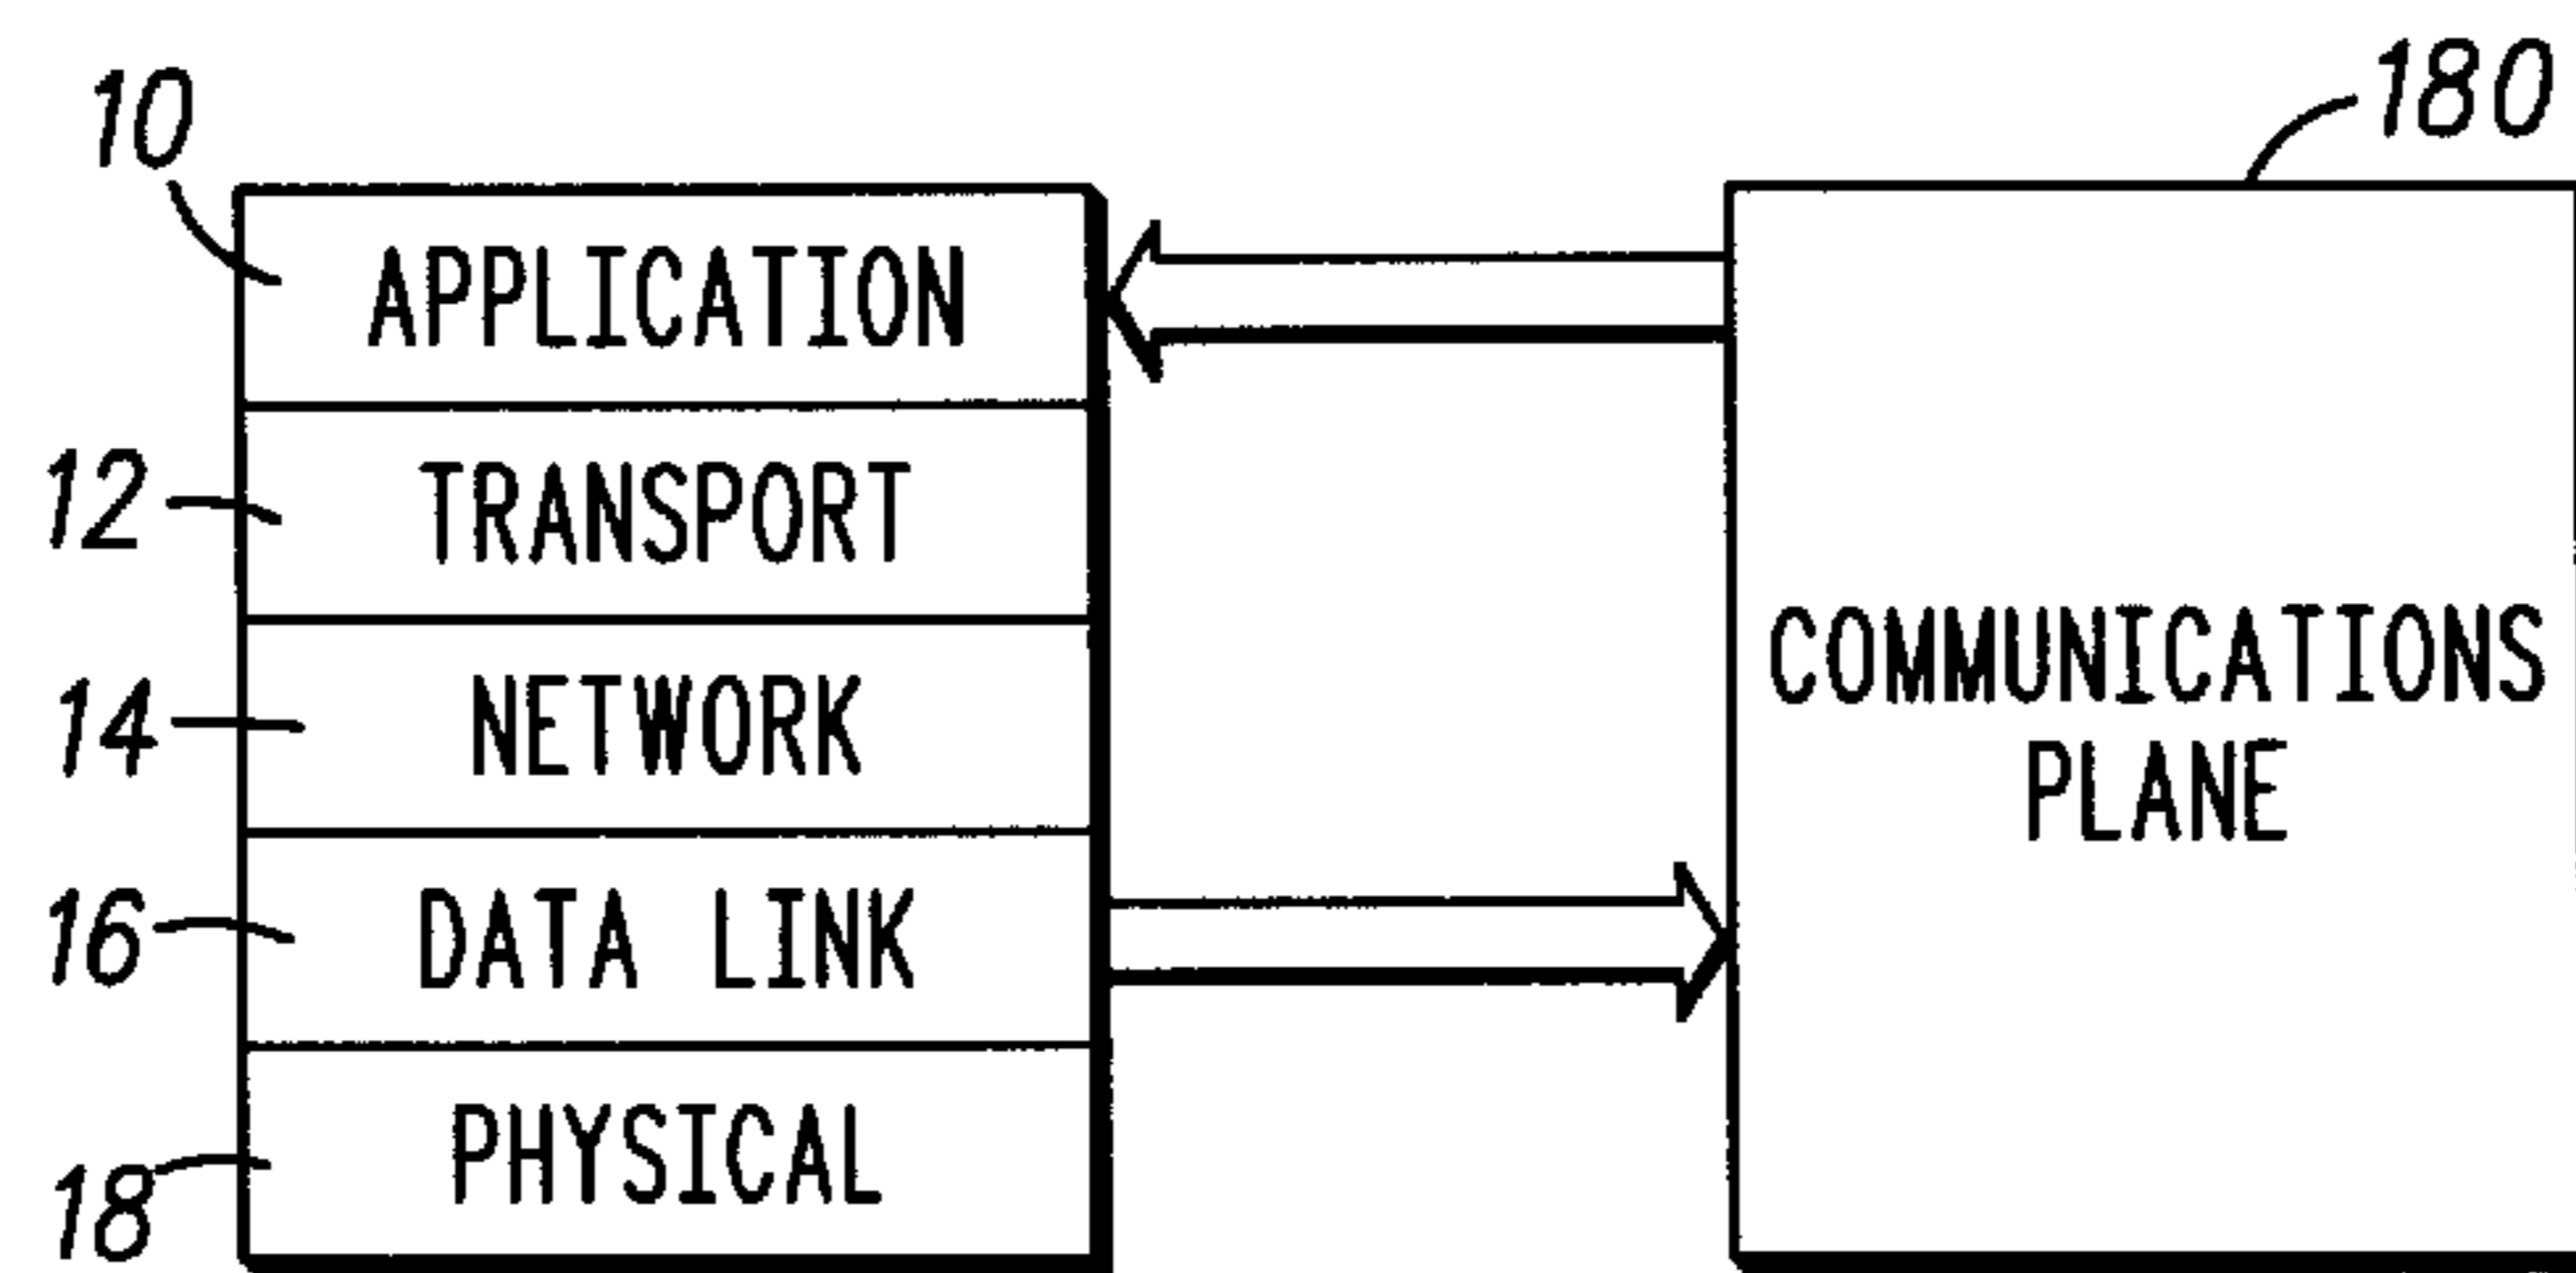 10
180
APPLICATION
12
TRANSPORT
14
NETWORK
COMMUNICATIONS
PLANE
16
DATA LINK
18
PHYSICAL